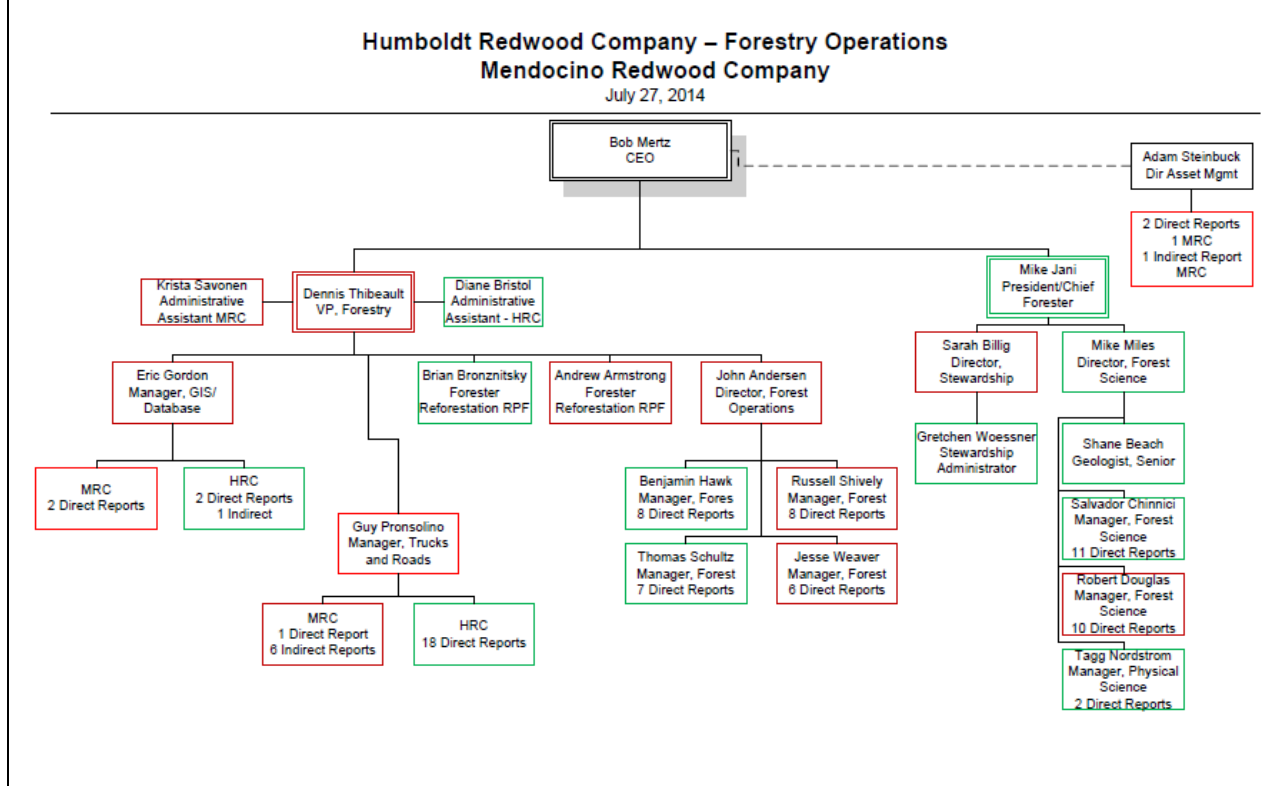 Humboldt Redwood Company – Forestry Operations
Mendocino Redwood Company
July 27, 2014
Bob Mertz
CEO
Adam Steinbuck
Dir Asset Mgmt
2 Direct Reports
1 MRC
1 Indirect Report
MRC
Krista Savonen
Administrative
Assistant MRC
Dennis Thibeault
VP, Forestry
Diane Bristol
Administrative
Assistant - HRC
Mike Jani
President/Chief
Forester
Eric Gordon
Manager, GIS/
Database
Brian Bronznitsky
Forester
Reforestation RPF
Andrew Armstrong
Forester
Reforestation RPF
John Andersen
Director, Forest
Operations
Sarah Billig
Director,
Stewardship
Mike Miles
Director, Forest
Science
MRC
2 Direct Reports
HRC
2 Direct Reports
1 Indirect
Guy Pronsolino
Manager, Trucks
and Roads
MRC
1 Direct Report
6 Indirect Reports
HRC
18 Direct Reports
Benjamin Hawk
Manager, Fores
8 Direct Reports
Russell Shively
Manager, Forest
8 Direct Reports
Thomas Schultz
Manager, Forest
7 Direct Reports
Jesse Weaver
Manager, Forest
6 Direct Reports
Gretchen Woessner
Stewardship
Administrator
Shane Beach
Geologist, Senior
Salvador Chinnici
Manager, Forest
Science
11 Direct Reports
Robert Douglas
Manager, Forest
Science
10 Direct Reports
Tagg Nordstrom
Manager, Physical
Science
2 Direct Reports